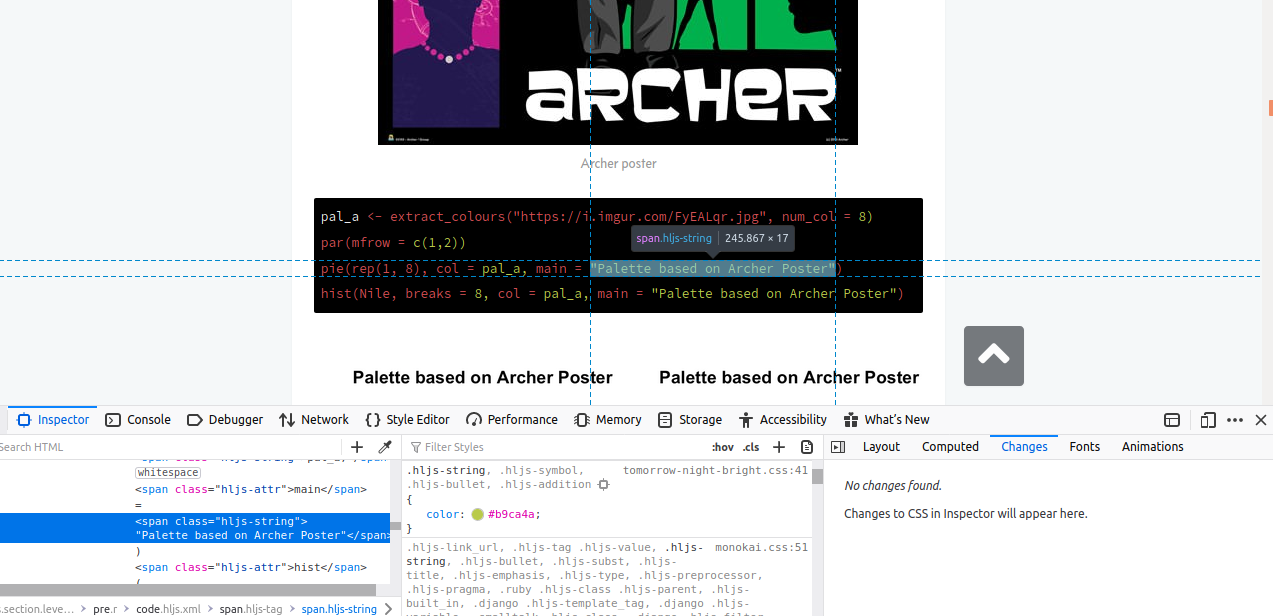 ARCHER
™
Archer poster
pal_a <- extract_colours("https://i.imgur.com/FyEALqr.jpg", num_col = 8)
par(mfrow = c(1,2))
span.hljs-string | 245.867 × 17
pie(rep(1, 8), col = pal_a, main = "Palette based on Archer Poster")
hist(Nile, breaks = 8, col = pal_a, main = "Palette based on Archer Poster")
Palette based on Archer Poster Palette based on Archer Poster
Inspector Console Debugger Network Style Editor Performance Memory Storage Accessibility What's New
Search HTML
Filter Styles :hov .cls
Layout Computed Changes Fonts Animations
whitespace
<span class="hljs-attr">main</span>
=
<span class="hljs-string">
"Palette based on Archer Poster"</span>
)
<span class="hljs-attr">hist</span>
(
s.section.leve… pre.r code.hljs.xml span.hljs-tag span.hljs-string
.hljs-string, .hljs-symbol, tomorrow-night-bright.css:41
.hljs-bullet, .hljs-addition
{
color: #b9ca4a;
}
.hljs-link_url, .hljs-tag .hljs-value, .hljs- monokai.css:51
string, .hljs-bullet, .hljs-subst, .hljs-
title, .hljs-emphasis, .hljs-type, .hljs-preprocessor,
.hljs-pragma, .ruby .hljs-class .hljs-parent, .hljs-
built_in, .django .hljs-template_tag, .django .hljs-
No changes found.
Changes to CSS in Inspector will appear here.